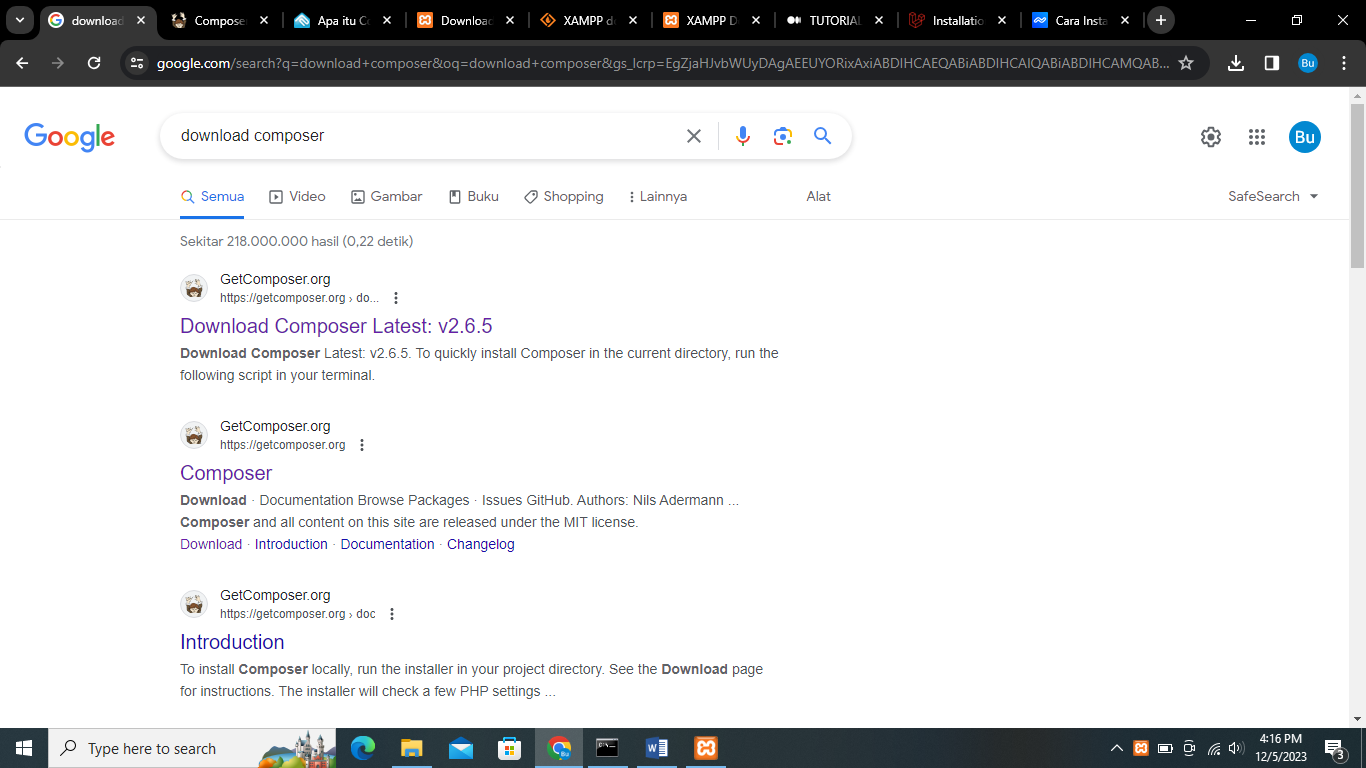 download
Compose
Apa itu C
Download
XAMPP d
XAMPP D
TUTORIAL
Installatio
Cara Insta
google.com/search?q=download+composer&oq=download+composer&gs_lcrp=EgZjaHJvbWUyDAgAEEUYORixAxiABDIHCAEQABiABDIHCAIQABiABDIHCAMQAB...
Bu
Google
download composer
Bu
Semua
Video
Gambar
Buku
Shopping
Lainnya
Alat
SafeSearch
Sekitar 218.000.000 hasil (0,22 detik)
GetComposer.org
https://getcomposer.org › do...
Download Composer Latest: v2.6.5
Download Composer Latest: v2.6.5. To quickly install Composer in the current directory, run the
following script in your terminal.
GetComposer.org
https://getcomposer.org
Composer
Download · Documentation Browse Packages · Issues GitHub. Authors: Nils Adermann ...
Composer and all content on this site are released under the MIT license.
Download · Introduction · Documentation · Changelog
GetComposer.org
https://getcomposer.org › doc
Introduction
To install Composer locally, run the installer in your project directory. See the Download page
for instructions. The installer will check a few PHP settings ...
Type here to search
4:16 PM
12/5/2023
3